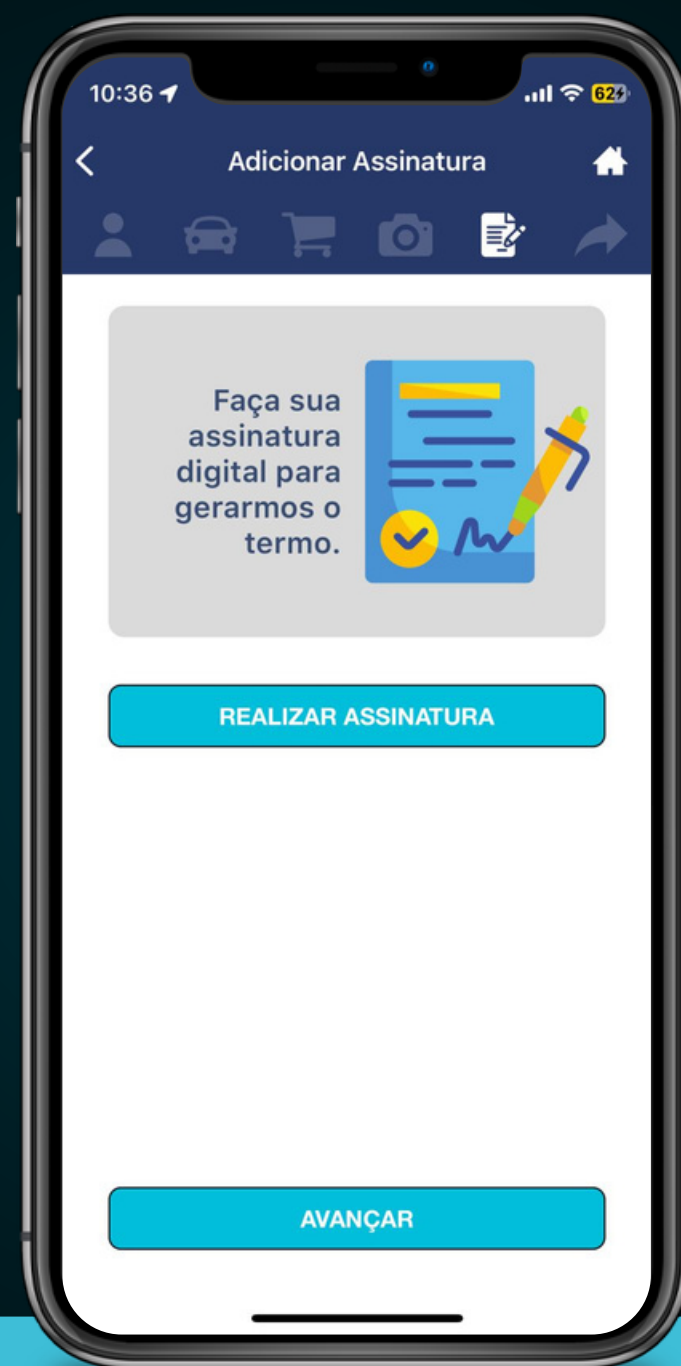 10:36
62
Adicionar Assinatura
Faça sua
assinatura
digital para
gerarmos o
termo.
REALIZAR ASSINATURA
AVANÇAR